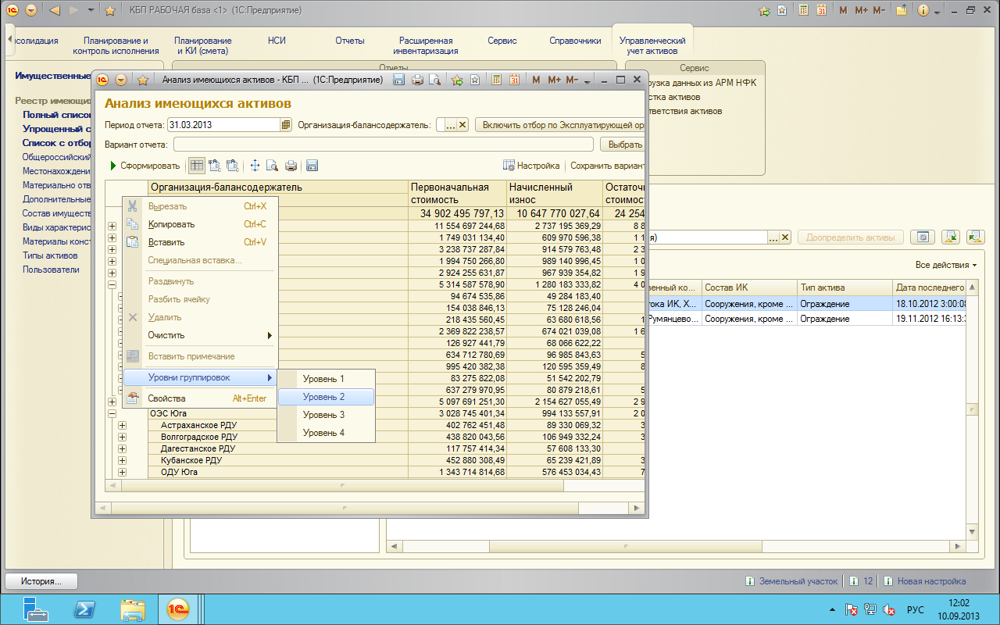 КБП РАБОЧАЯ база <1> (1С:Предприятие)
M M+ M-
Планирование и контроль исполнения
Планирование и КИ (смета)
НСИ
Отчеты
Расширенная инвентаризация
Сервис
Справочники
Управленческий учет активов
Отчеты
Сервис
Имущественные
АРМ НФК
Реестр
Полный
Упрощенный
Список с
Общероссийский
Материально
Дополнительные
Состав
Виды
Материалы
Типы активов
Пользователи
данных из АРМ НФК
активов
активов
Анализ имеющихся активов - КБП ... (1С:Предприятие)
M M+ M-
Анализ имеющихся активов
Период отчета: 31.03.2013
Организация-балансодержатель: ...
Включить отбор по Эксплуатирующей
Вариант отчета:
Выбрать
Сформировать
Настройка
Сохранить
Организация-балансодержатель
Первоначальная стоимость
Начисленный износ
стоимость
34 902 495 797,13 10 647 770 027,64 24 254
11 554 697 244,68 2 737 195 369,29 8 8
1 749 031 134,40 609 970 596,38 1 1
3 238 737 287,84 914 579 763,48 2 3
1 994 750 266,80 989 140 996,45 1 0
2 924 255 631,87 967 939 354,82 1 9
5 314 587 578,90 1 280 183 333,82 4 0
94 674 535,86 49 284 183,40
154 038 846,13 75 128 246,04
218 435 560,45 63 680 618,56 1
2 369 822 238,57 674 021 039,08 1 6
126 927 441,79 68 066 622,22
634 712 780,69 96 985 843,63 5
995 420 382,38 120 595 359,49 8
83 275 822,08 51 542 202,79
637 279 970,95 80 879 218,61 5
5 097 691 251,30 2 154 627 055,49 2 9
ОЭС Юга 3 028 745 401,34 994 133 557,91 2 0
Астраханское РДУ 402 762 451,48 89 330 069,32 3
Волгоградское РДУ 438 820 043,56 106 949 332,24 3
Дагестанское РДУ 117 757 414,34 57 608 133,30
Кубанское РДУ 452 880 308,49 65 239 421,89 3
ОДУ Юга 1 343 714 814,68 576 453 034,43 7
Вырезать Ctrl+X
Копировать Ctrl+C
Вставить Ctrl+V
Специальная вставка...
Раздвинуть
Разбить ячейку
Удалить
Очистить
Вставить примечание
Уровни группировок
Свойства Alt+Enter
Уровень 1
Уровень 2
Уровень 3
Уровень 4
...
Доопределить активы
Все действия
Состав ИК
Тип актива
Дата последнего
ИК, Х...
Сооружения, кроме ...
Ограждение
18.10.2012 3:00:08
Румянцево...
Сооружения, кроме ...
Ограждение
19.11.2012 16:13:
История...
Земельный участок
12
Новая настройка
РУС
12:02
10.09.2013